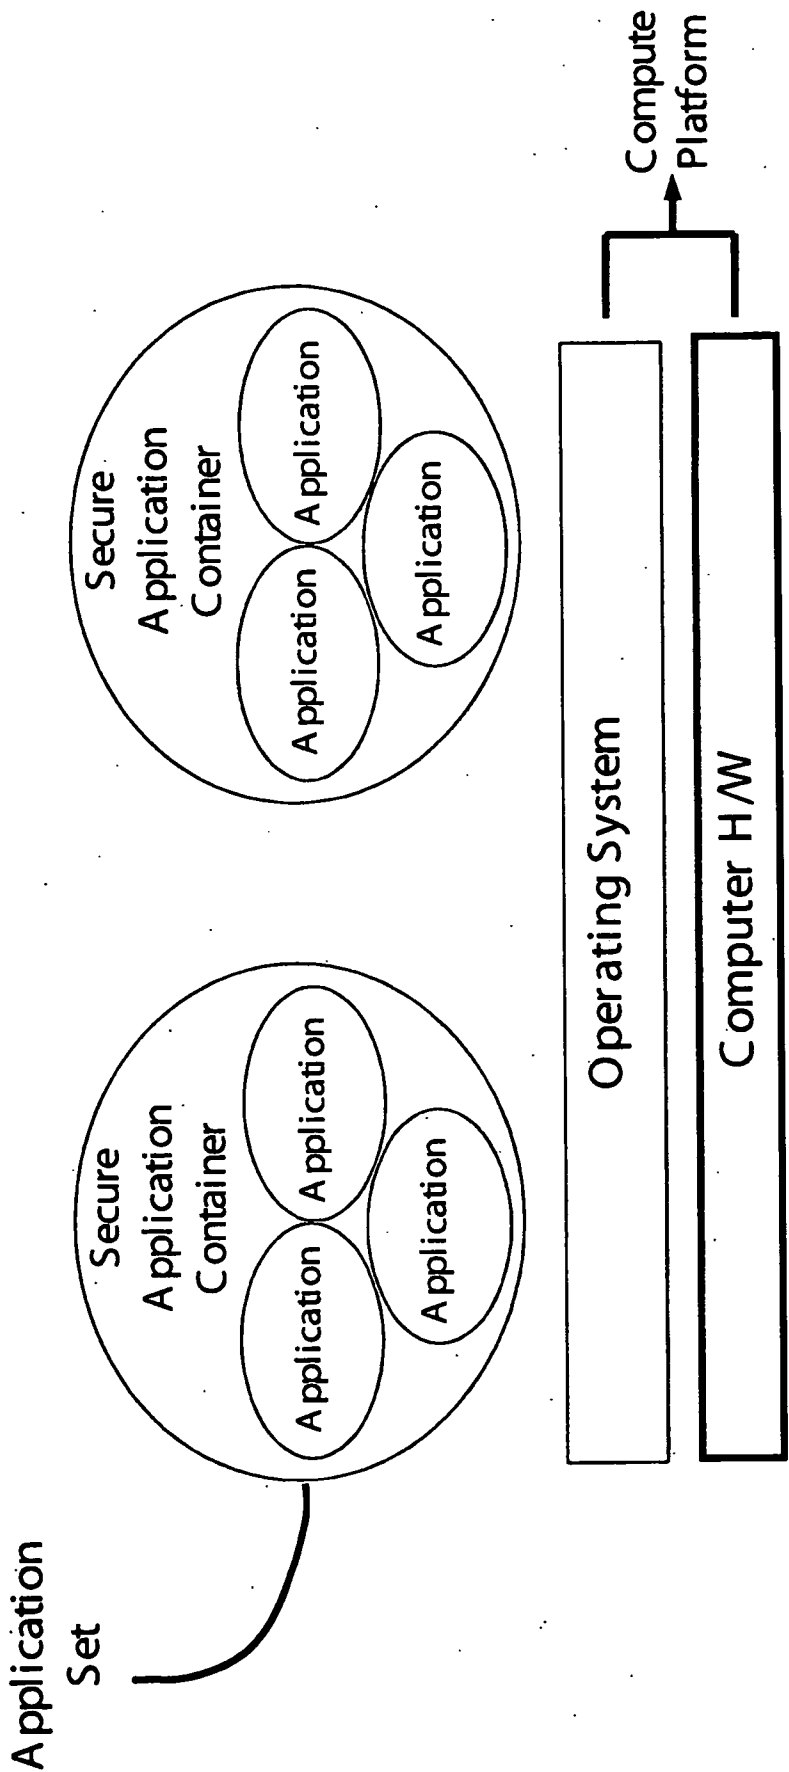 Application
Set
Secure
Application
Container
Application
Application
Application
Secure
Application
Container
Application
Application
Application
Operating System
Computer H/W
Compute
Platform